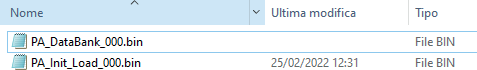 Nome Ultima modifica Tipo
PA_DataBank_000.bin File BIN
PA_Init_Load_000.bin 25/02/2022 12:31 File BIN